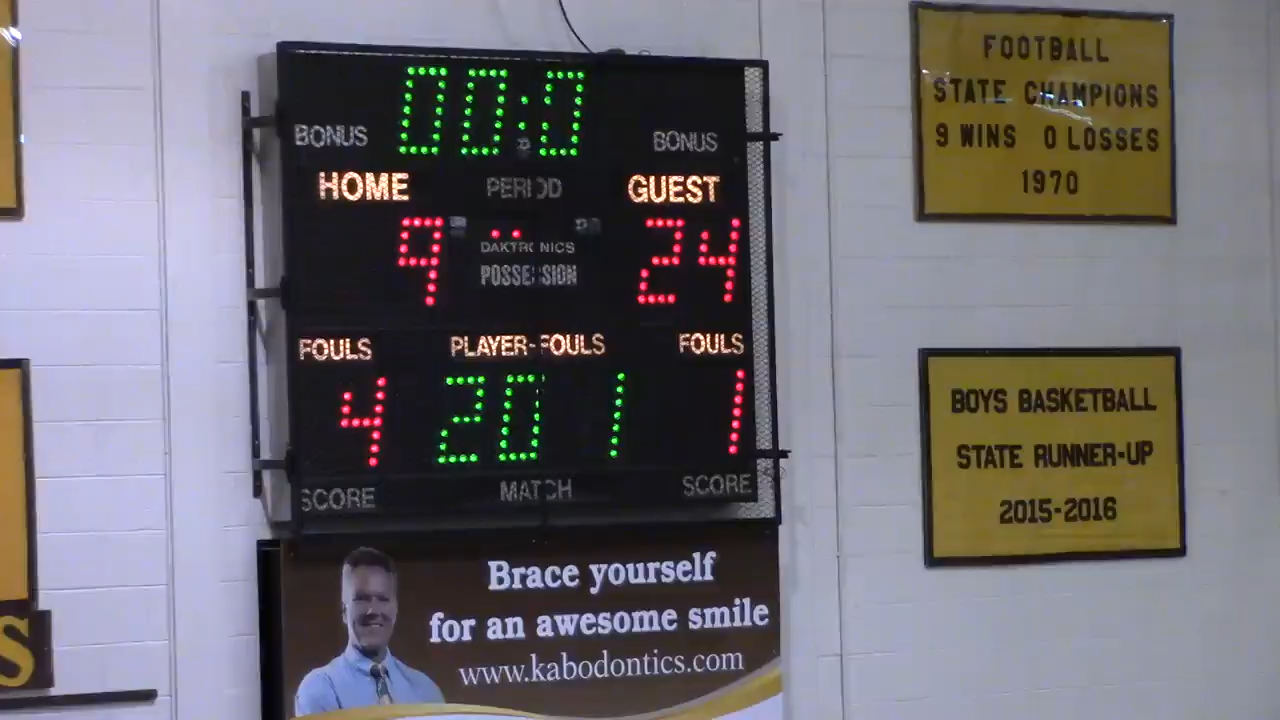 00:0
BONUS BONUS
HOME PERIOD GUEST
9 24
DAKTRONICS
POSSESSION
FOULS PLAYER-FOULS FOULS
4 20 1 1
SCORE MATCH SCORE
Brace yourself
for an awesome smile
www.kabodontics.com
FOOTBALL
STATE CHAMPIONS
9 WINS 0 LOSSES
1970
BOYS BASKETBALL
STATE RUNNER-UP
2015-2016
S